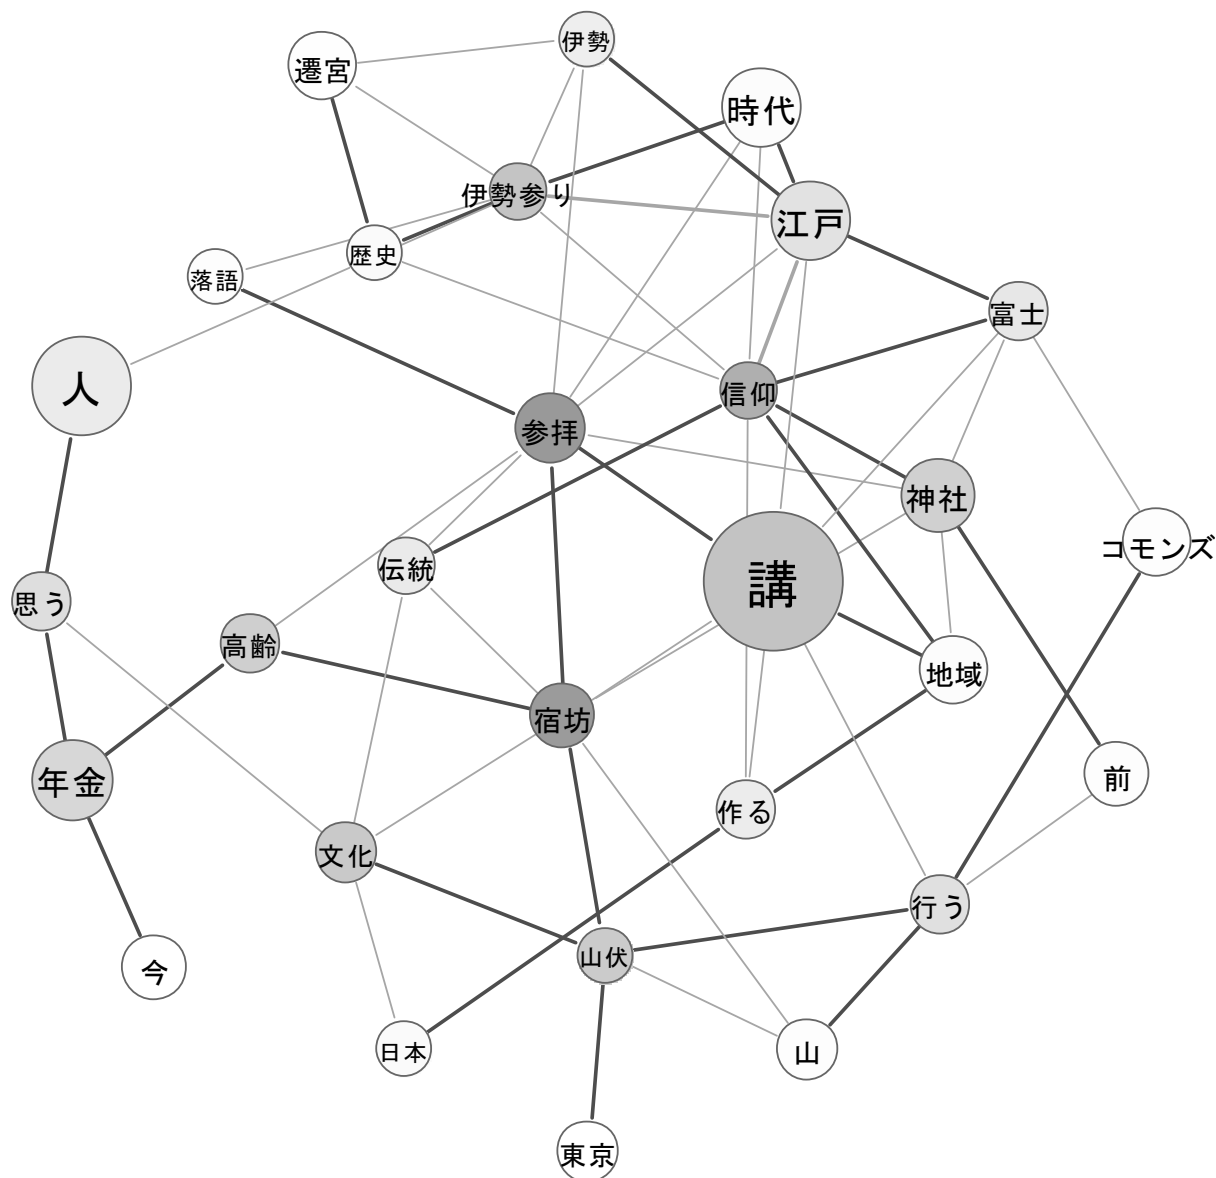 伊勢
遷宮
時代
伊勢参り
江戸
歴史
落語
富士
人
信仰
参拝
神社
コモンズ
伝統
講
思う
高齢
地域
宿坊
年金
前
作る
文化
行う
山伏
今
日本
山
東京